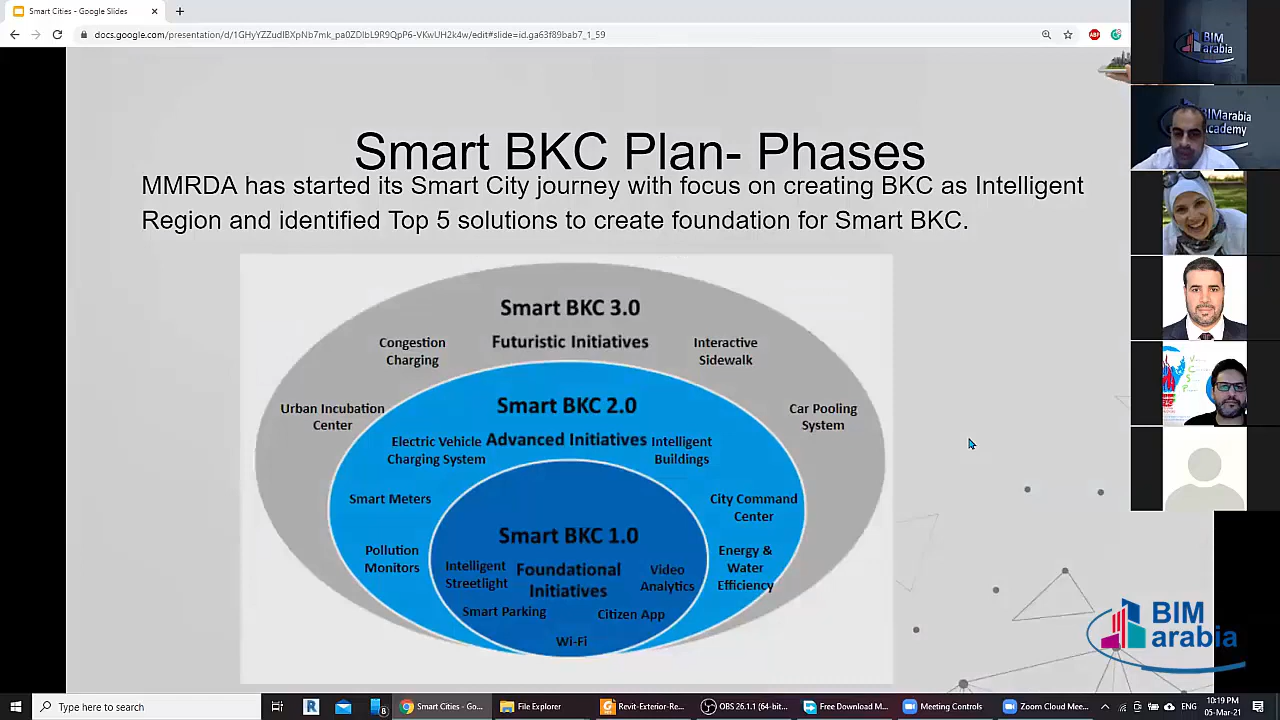 Smart Cities - Google Slides
docs.google.com/presentation/d/1GHyYZZudIBXpNb7mk_pa0ZDlbL9R9QpP6-VKwUH2k4w/edit#slide=id.ga63f89bab7_1_59
Smart BKC Plan- Phases
MMRDA has started its Smart City journey with focus on creating BKC as Intelligent
Region and identified Top 5 solutions to create foundation for Smart BKC.
Smart BKC 3.0
Futuristic Initiatives
Congestion
Charging
Interactive
Sidewalk
Urban Incubation
Center
Car Pooling
System
Smart BKC 2.0
Advanced Initiatives
Electric Vehicle
Charging System
Intelligent
Buildings
Smart Meters
City Command
Center
Pollution
Monitors
Energy &
Water
Efficiency
Smart BKC 1.0
Foundational
Initiatives
Intelligent
Streetlight
Video
Analytics
Smart Parking
Citizen App
Wi-Fi
BIM
arabia
BIMarabia
Academy
BIM
arabia
Type here to search
Smart Cities - Go...
File Explorer
Revit-Exterior-Re...
OBS 26.1.1 (64-bit...
Free Download M...
Meeting Controls
Zoom Cloud Mee...
ENG
10:19 PM
05-Mar-21